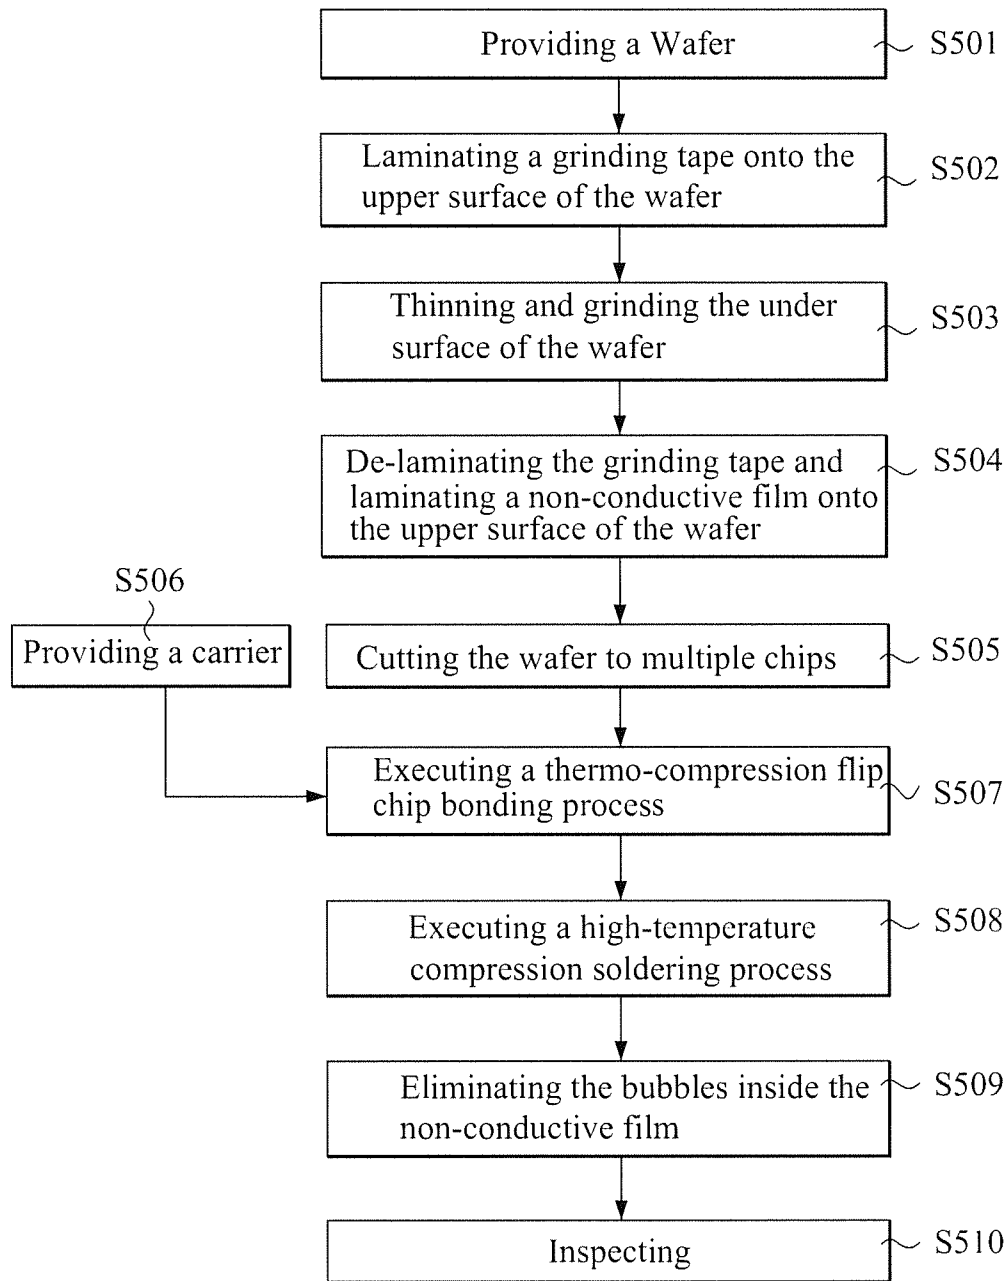 Providing a Wafer
S501
Laminating a grinding tape onto the
upper surface of the wafer
S502
Thinning and grinding the under
surface of the wafer
S503
De-laminating the grinding tape and
laminating a non-conductive film onto
the upper surface of the wafer
S504
S506
Providing a carrier
Cutting the wafer to multiple chips
S505
Executing a thermo-compression flip
chip bonding process
S507
Executing a high-temperature
compression soldering process
S508
Eliminating the bubbles inside the
non-conductive film
S509
Inspecting
S510